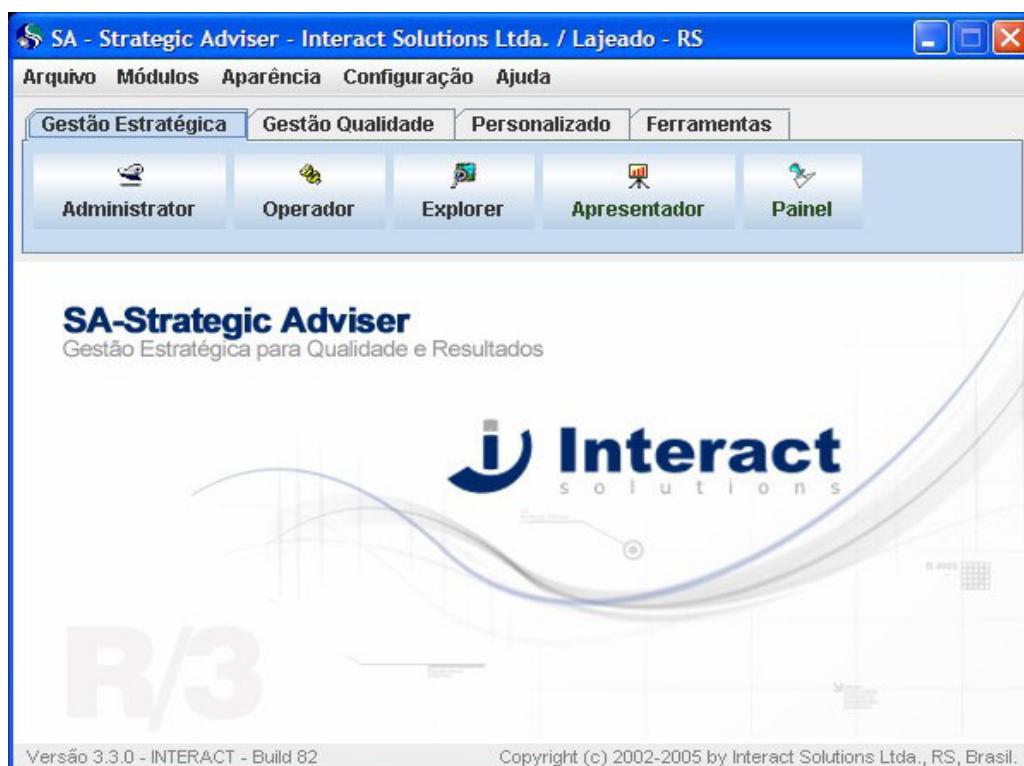 SA - Strategic Adviser - Interact Solutions Ltda. / Lajeado - RS
Arquivo Módulos Aparência Configuração Ajuda
Gestão Estratégica Gestão Qualidade Personalizado Ferramentas
Administrator Operador Explorer Apresentador Painel
SA-Strategic Adviser
Gestão Estratégica para Qualidade e Resultados
Interact
solutions
R/3
Versão 3.3.0 - INTERACT - Build 82 Copyright (c) 2002-2005 by Interact Solutions Ltda., RS, Brasil.